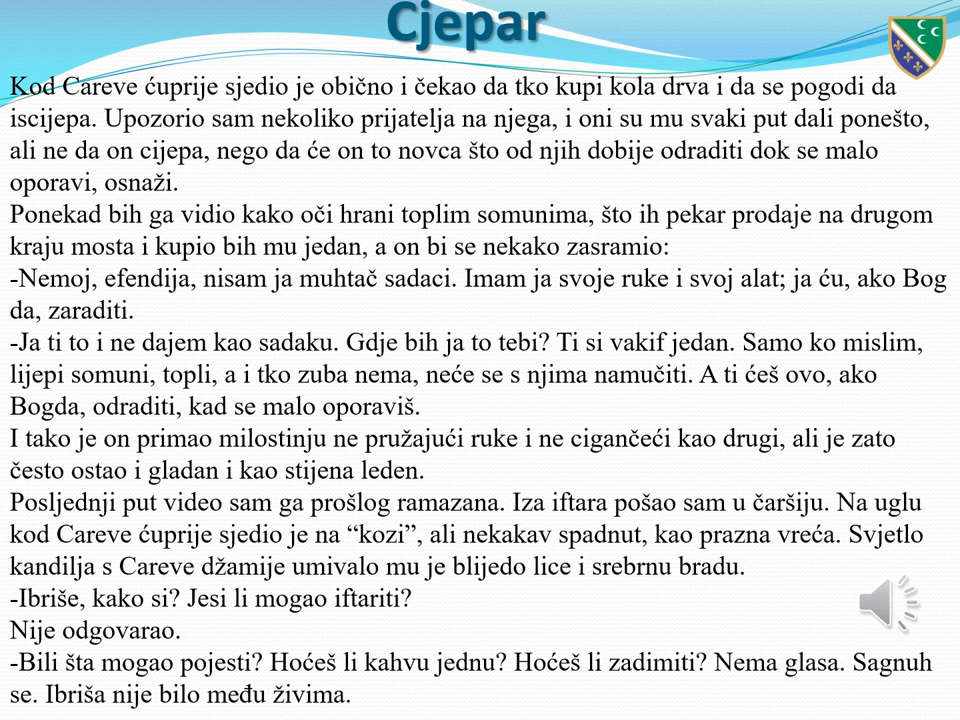 Cjepar
Kod Careve ćuprije sjedio je obično i čekao da tko kupi kola drva i da se pogodi da
iscijepa. Upozorio sam nekoliko prijatelja na njega, i oni su mu svaki put dali ponešto,
ali ne da on cijepa, nego da će on to novca što od njih dobije odraditi dok se malo
oporavi, osnaži.
Ponekad bih ga vidio kako oči hrani toplim somunima, što ih pekar prodaje na drugom
kraju mosta i kupio bih mu jedan, a on bi se nekako zasramio:
-Nemoj, efendija, nisam ja muhtač sadaci. Imam ja svoje ruke i svoj alat; ja ću, ako Bog
da, zaraditi.
-Ja ti to i ne dajem kao sadaku. Gdje bih ja to tebi? Ti si vakif jedan. Samo ko mislim,
lijepi somuni, topli, a i tko zuba nema, neće se s njima namučiti. A ti ćeš ovo, ako
Bogda, odraditi, kad se malo oporaviš.
I tako je on primao milostinju ne pružajući ruke i ne cigančeći kao drugi, ali je zato
često ostao i gladan i kao stijena leden.
Posljednji put video sam ga prošlog ramazana. Iza iftara pošao sam u čaršiju. Na uglu
kod Careve ćuprije sjedio je na “kozi”, ali nekakav spadnut, kao prazna vreća. Svjetlo
kandilja s Careve džamije umivalo mu je blijedo lice i srebrnu bradu.
-Ibriše, kako si? Jesi li mogao iftariti?
Nije odgovarao.
-Bili šta mogao pojesti? Hoćeš li kahvu jednu? Hoćeš li zadimiti? Nema glasa. Sagnuh
se. Ibriša nije bilo među živima.